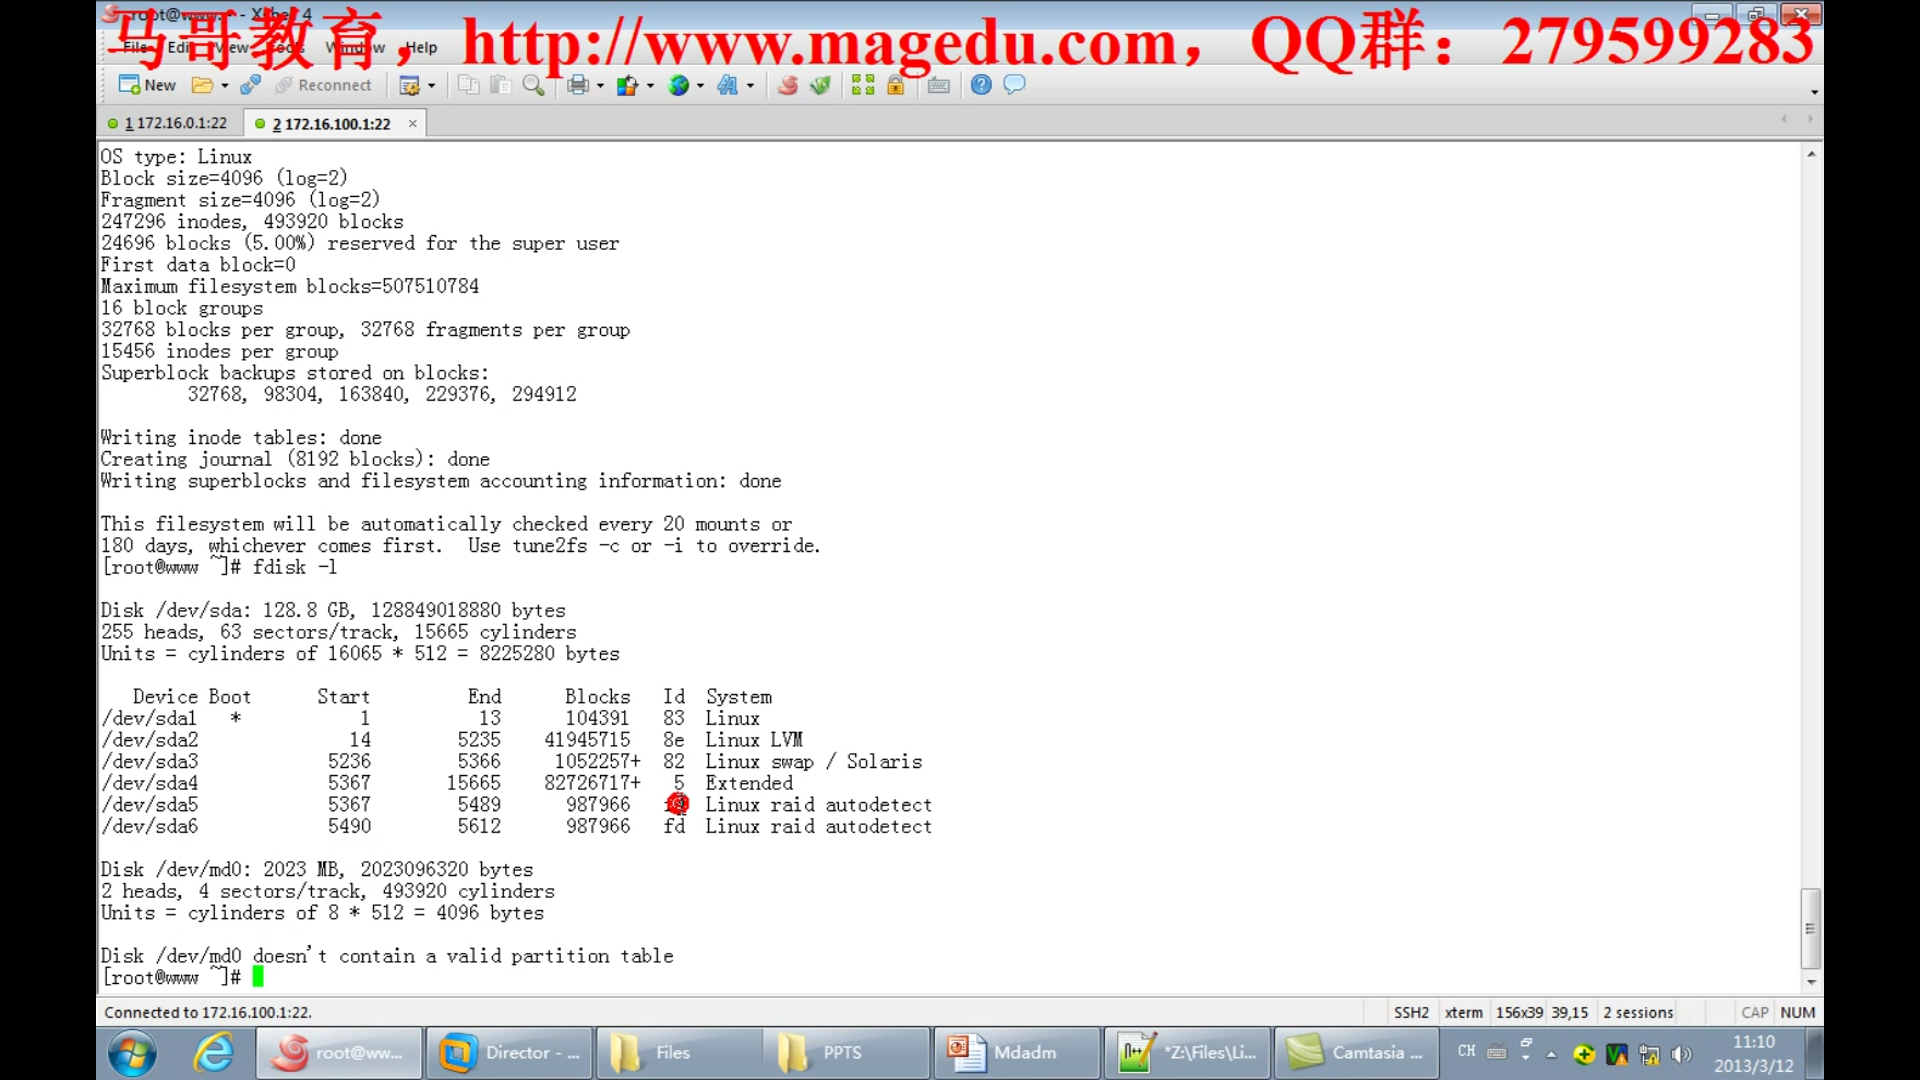 root@www:~ - Xshell 4
马哥教育，http://www.magedu.com，QQ群：279599283
File Edit View Tools Window Help
New Reconnect
1 172.16.0.1:22 2 172.16.100.1:22
OS type: Linux
Block size=4096 (log=2)
Fragment size=4096 (log=2)
247296 inodes, 493920 blocks
24696 blocks (5.00%) reserved for the super user
First data block=0
Maximum filesystem blocks=507510784
16 block groups
32768 blocks per group, 32768 fragments per group
15456 inodes per group
Superblock backups stored on blocks:
32768, 98304, 163840, 229376, 294912
Writing inode tables: done
Creating journal (8192 blocks): done
Writing superblocks and filesystem accounting information: done
This filesystem will be automatically checked every 20 mounts or
180 days, whichever comes first.  Use tune2fs -c or -i to override.
[root@www ~]# fdisk -l
Disk /dev/sda: 128.8 GB, 128849018880 bytes
255 heads, 63 sectors/track, 15665 cylinders
Units = cylinders of 16065 * 512 = 8225280 bytes
Device Boot Start End Blocks Id System
/dev/sda1 * 1 13 104391 83 Linux
/dev/sda2 14 5235 41945715 8e Linux LVM
/dev/sda3 5236 5366 1052257+ 82 Linux swap / Solaris
/dev/sda4 5367 15665 82726717+ 5 Extended
/dev/sda5 5367 5489 987966 Linux raid autodetect
/dev/sda6 5490 5612 987966 fd Linux raid autodetect
Disk /dev/md0: 2023 MB, 2023096320 bytes
2 heads, 4 sectors/track, 493920 cylinders
Units = cylinders of 8 * 512 = 4096 bytes
Disk /dev/md0 doesn't contain a valid partition table
[root@www ~]#
Connected to 172.16.100.1:22. SSH2 xterm 156x39 39,15 2 sessions CAP NUM
root@ww... Director - ... Files PPTS Mdadm *Z:\Files\Li... Camtasia ... CH 11:10
2013/3/12